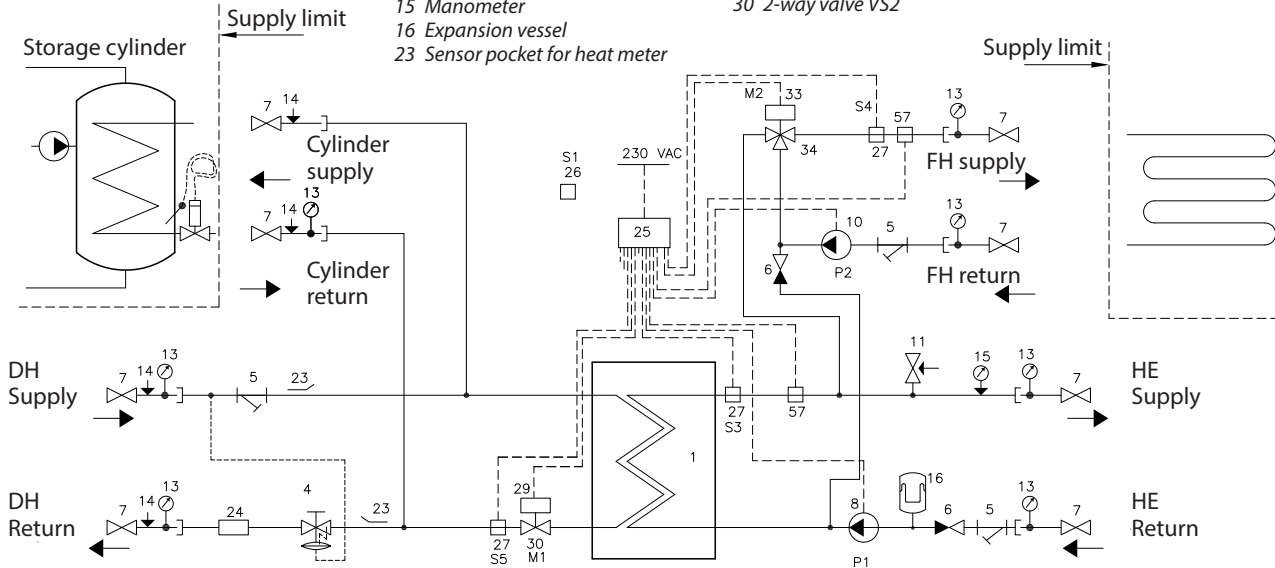 15 Manometer
16 Expansion vessel
23 Sensor pocket for heat meter
30 2-way valve VS2
Supply limit
Storage cylinder
Supply limit
7 14
Cylinder supply
7 14 13
Cylinder return
S1
26
230 VAC
25
M2 33
34
S4
27
57
13
7
FH supply
10
P2
5
13
7
FH return
6
DH Supply
7 14 13
5
23
27
S3
57
11
15
13
7
HE Supply
1
DH Return
7 14 13
24
4
23
27
S5
29
30
M1
8
P1
16
6
5
13
7
HE Return